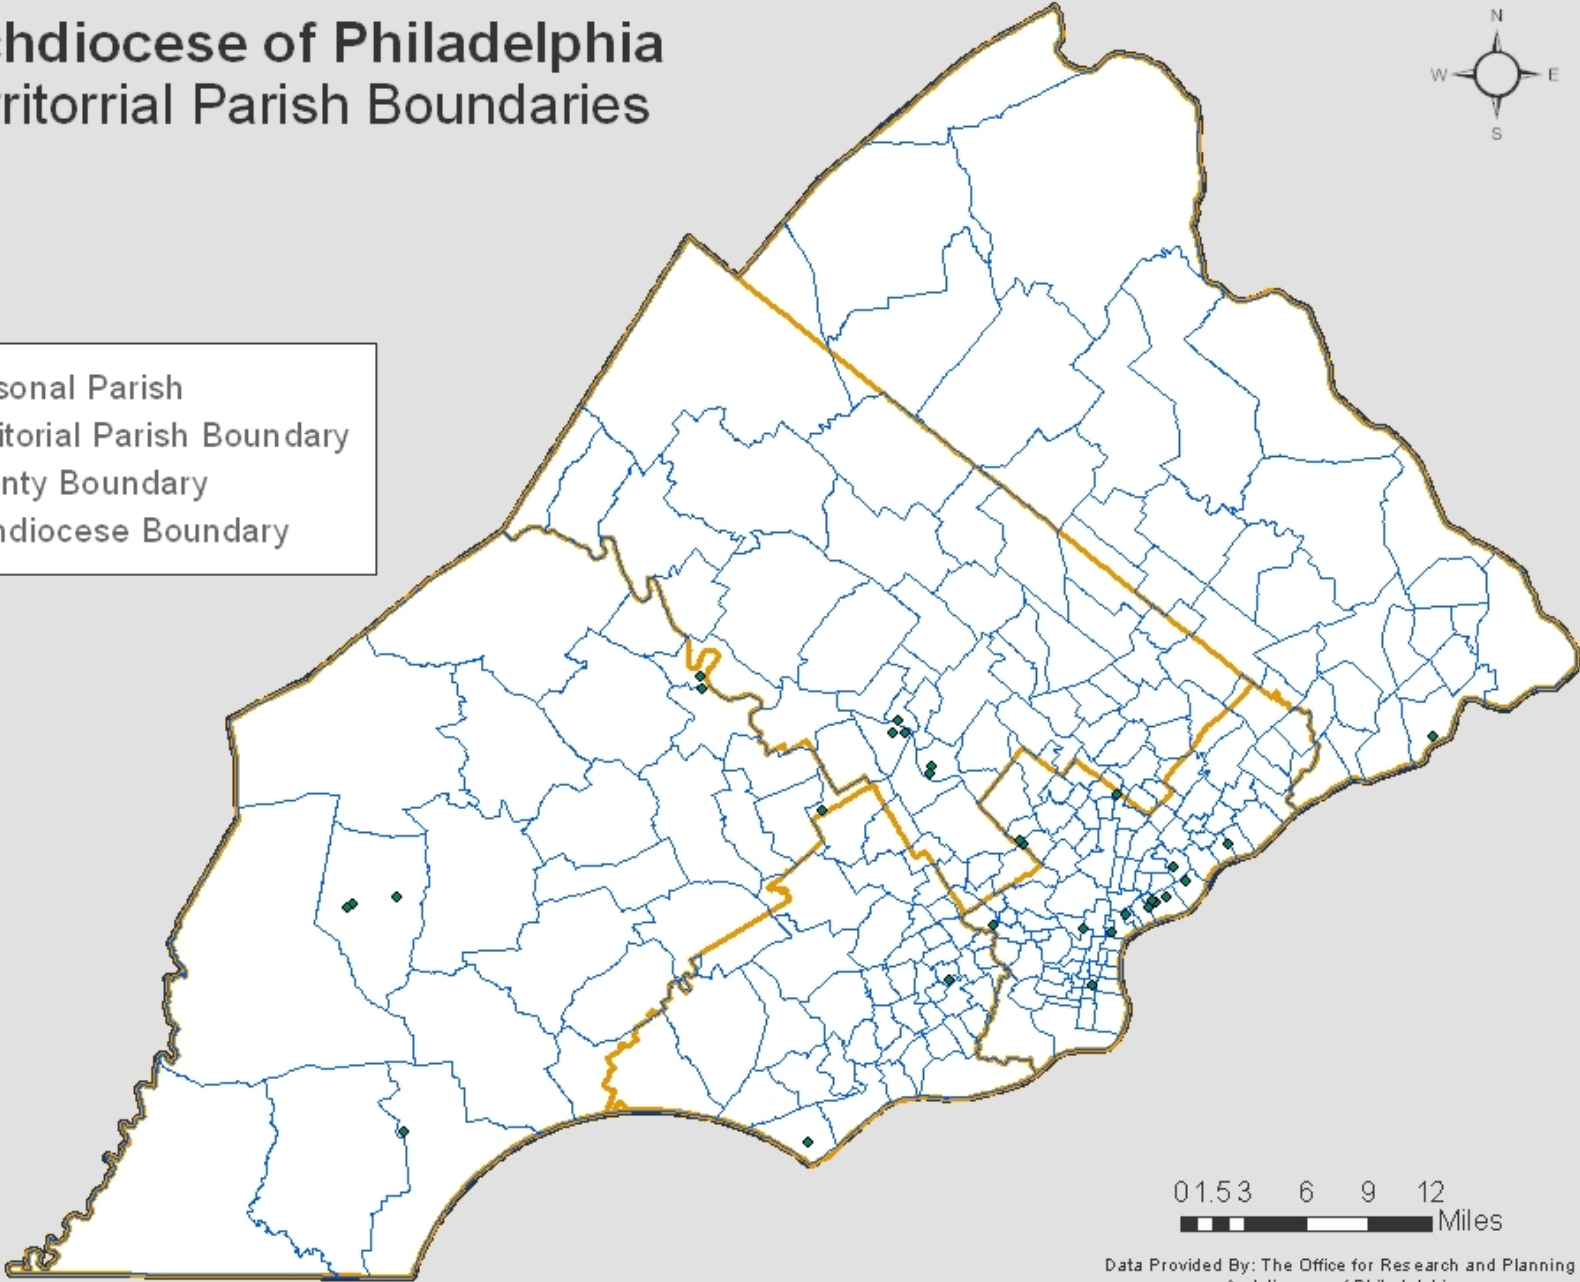 chdiocese of Philadelphia
rritorrial Parish Boundaries
N
W E
S
sonal Parish
itorial Parish Boundary
nty Boundary
ndiocese Boundary
0 1.5 3 6 9 12
Miles
Data Provided By: The Office for Research and Planning